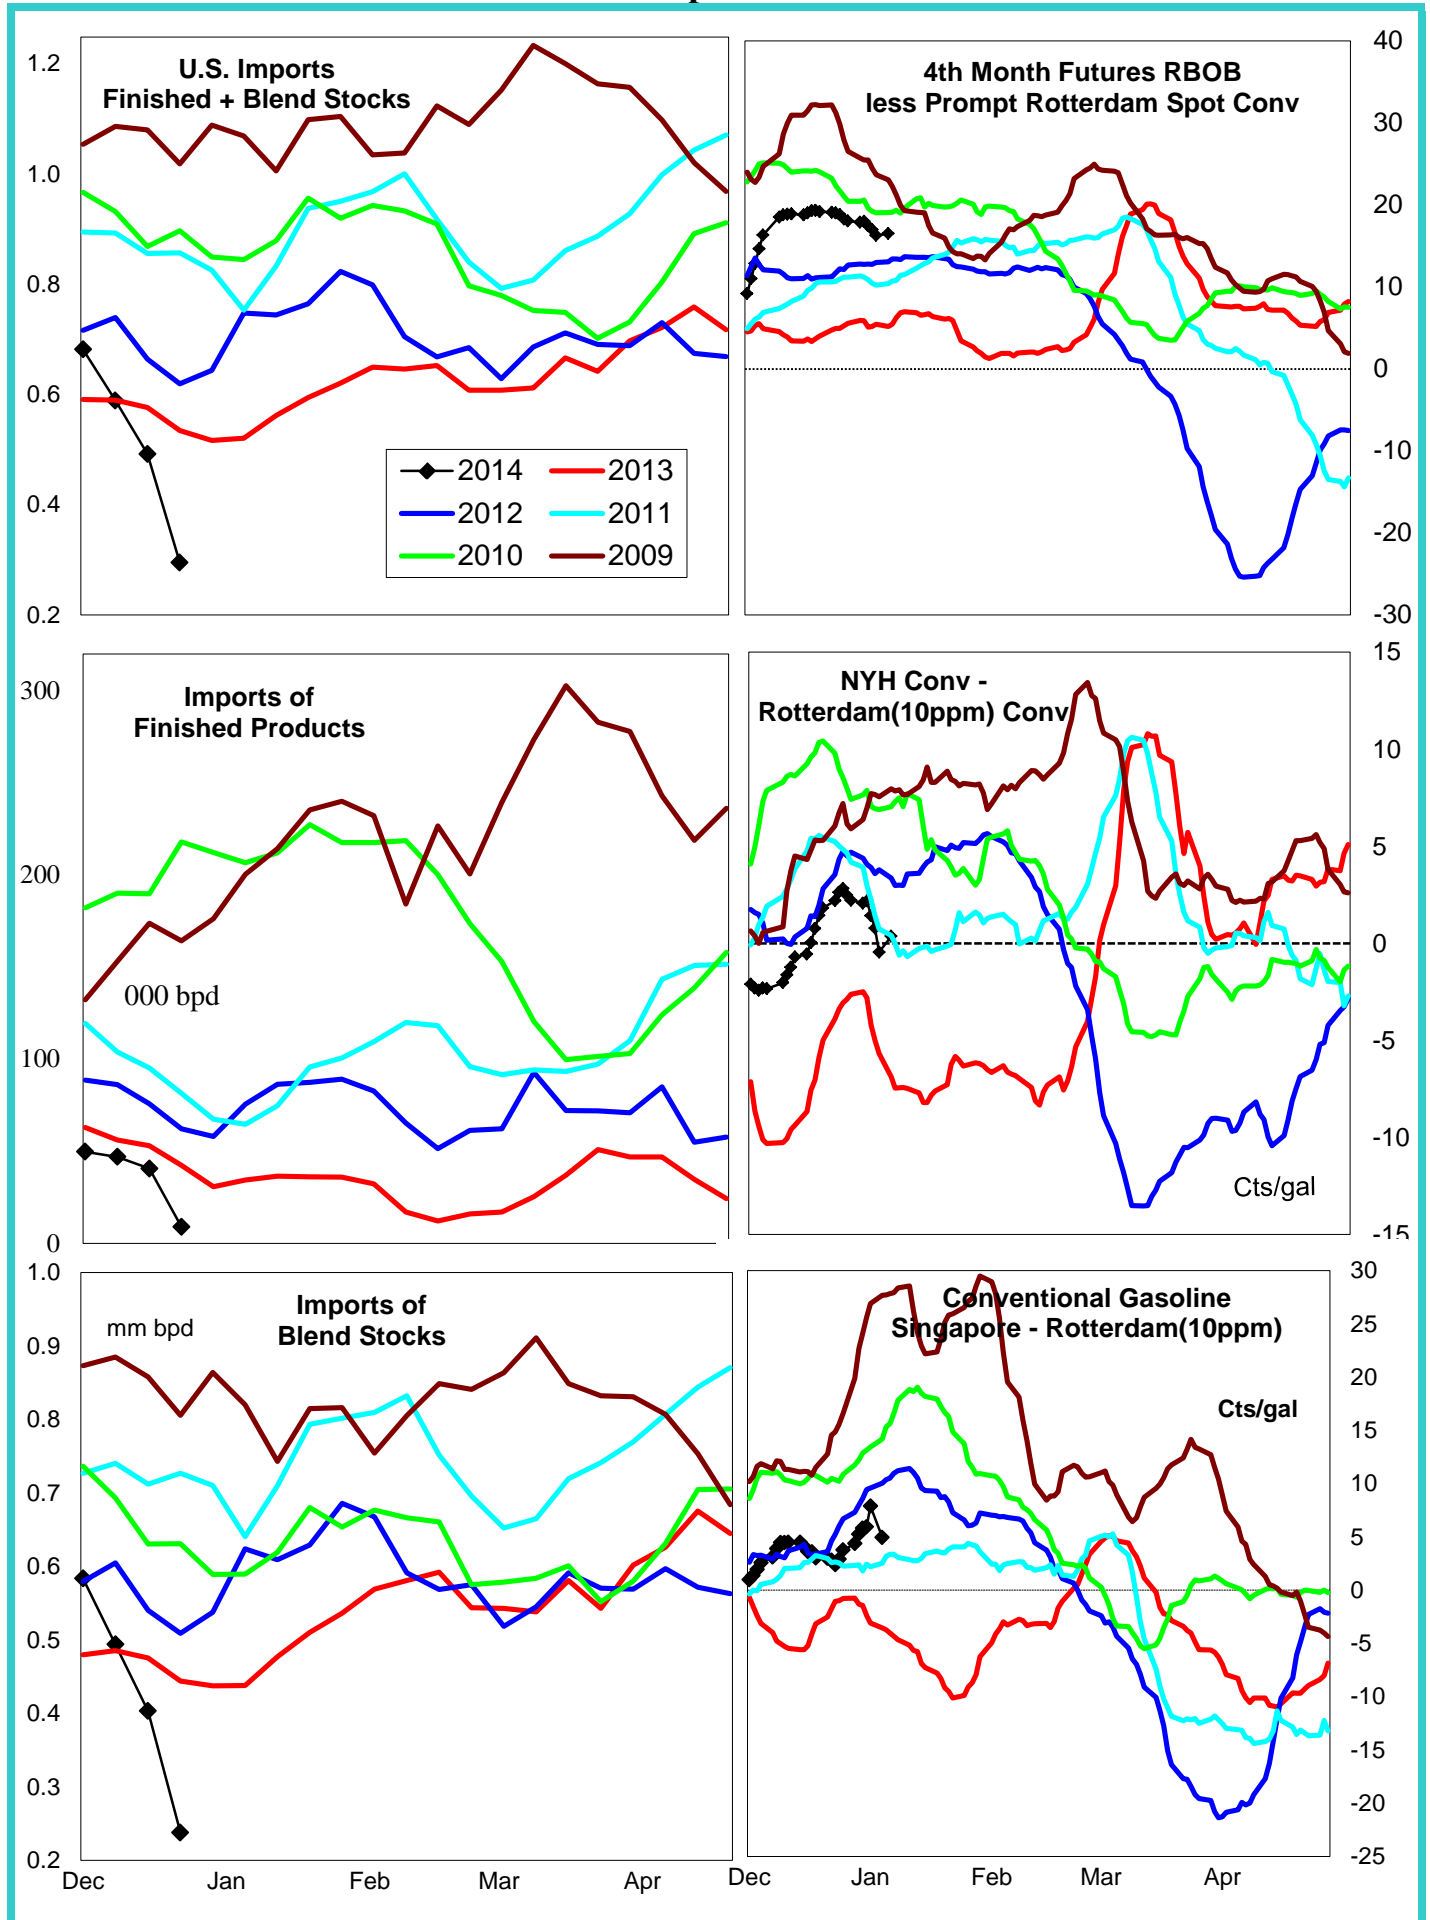 U.S. Imports
Finished + Blend Stocks
1.2
1.0
0.8
0.6
0.4
0.2
2014
2013
2012
2011
2010
2009
4th Month Futures RBOB
less Prompt Rotterdam Spot Conv
40
30
20
10
0
-10
-20
-30
Imports of
Finished Products
300
200
100
0
000 bpd
NYH Conv -
Rotterdam(10ppm) Conv
15
10
5
0
-5
-10
-15
Cts/gal
Imports of
Blend Stocks
mm bpd
1.0
0.9
0.8
0.7
0.6
0.5
0.4
0.3
0.2
Dec
Jan
Feb
Mar
Apr
Conventional Gasoline
Singapore - Rotterdam(10ppm)
Cts/gal
30
25
20
15
10
5
0
-5
-10
-15
-20
-25
Dec
Jan
Feb
Mar
Apr